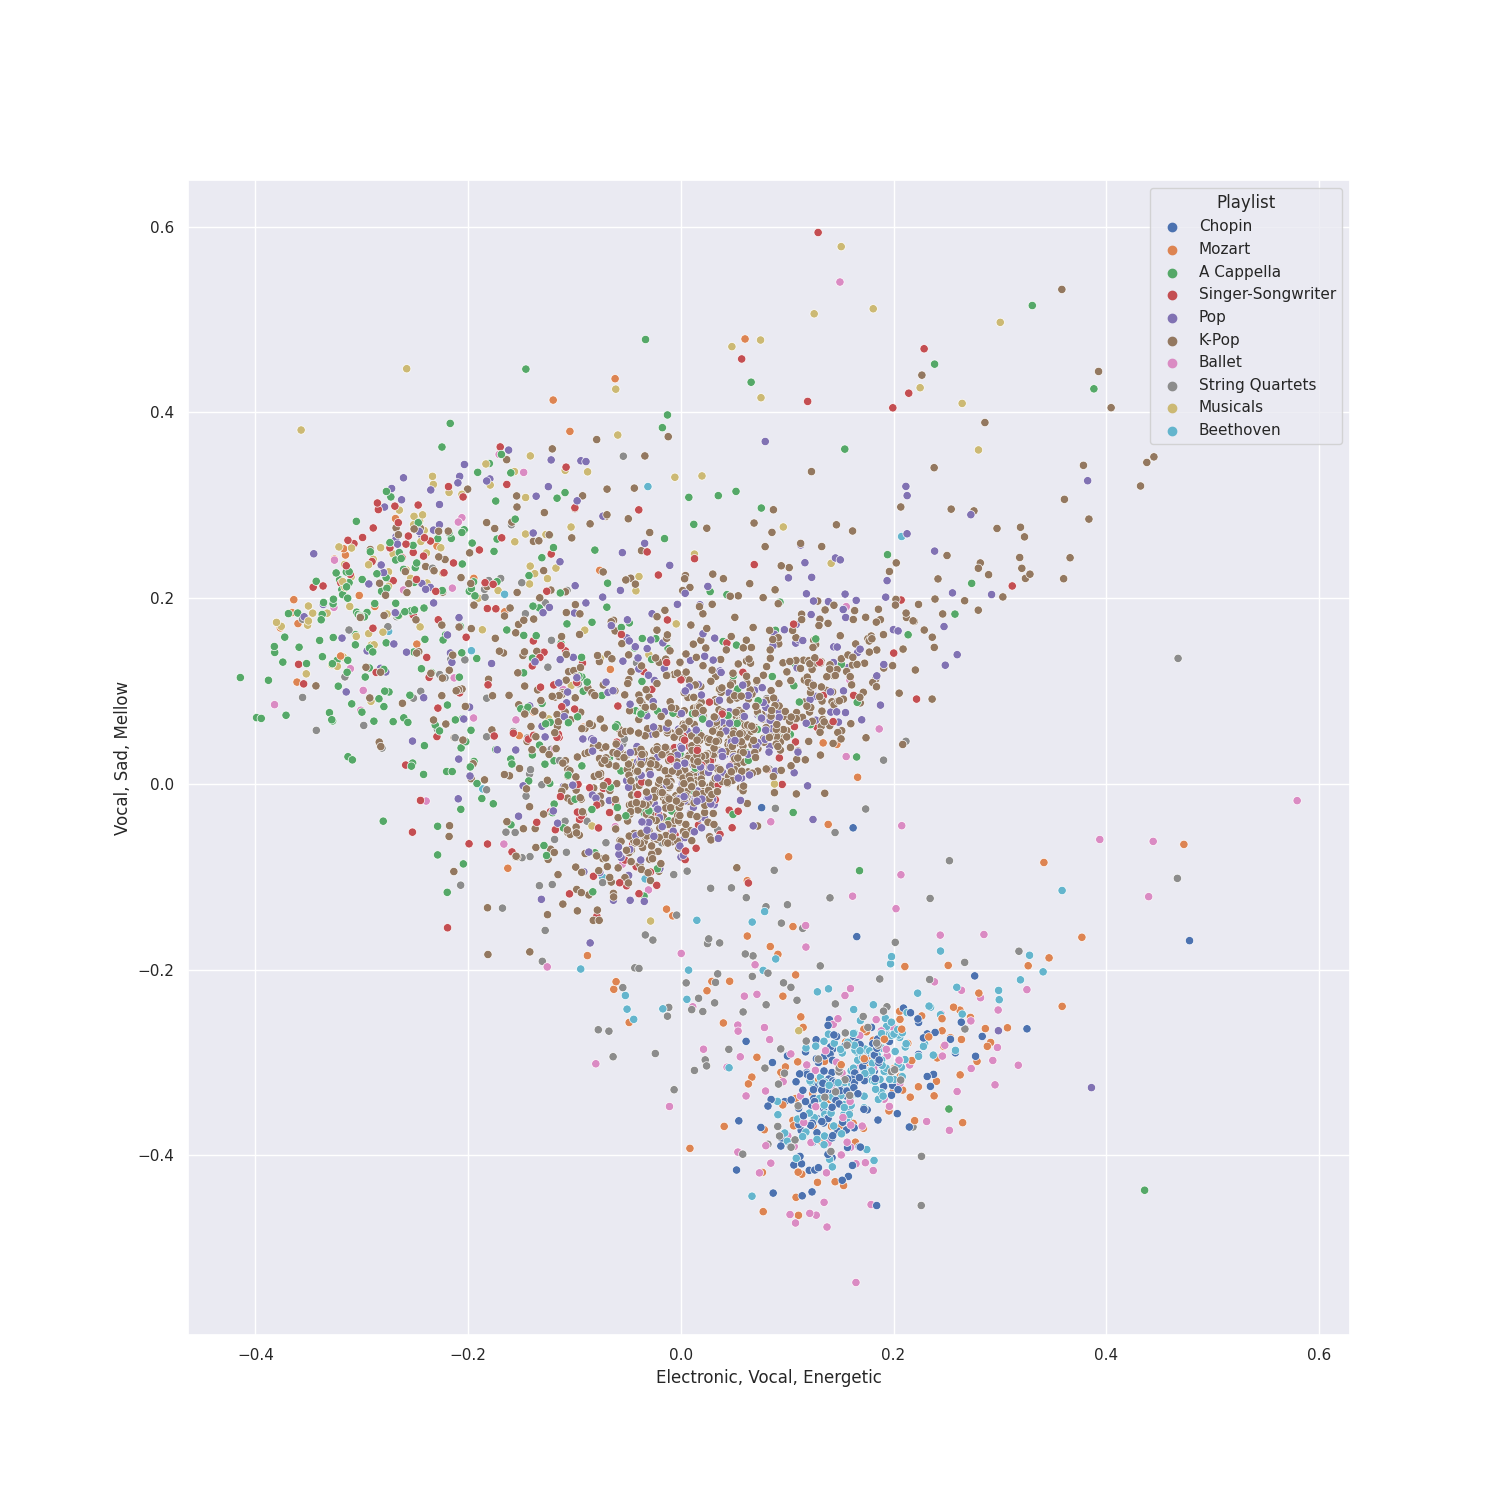 Playlist
Chopin
Mozart
A Cappella
Singer-Songwriter
Pop
K-Pop
Ballet
String Quartets
Musicals
Beethoven
0.6
0.4
0.2
0.0
−0.2
−0.4
Vocal, Sad, Mellow
−0.4 −0.2 0.0 0.2 0.4 0.6
Electronic, Vocal, Energetic